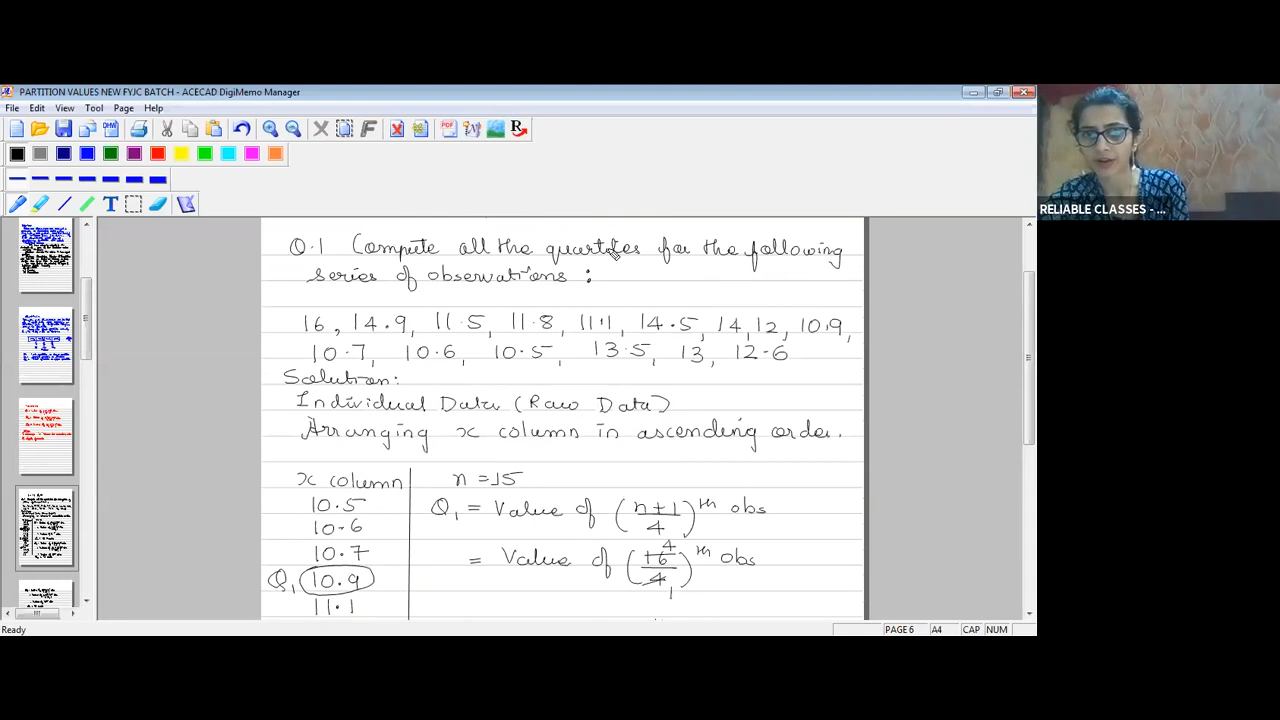 PARTITION VALUES NEW FYJC BATCH - ACECAD DigiMemo Manager
File Edit View Tool Page Help
RELIABLE CLASSES - ...
Q.1 Compute all the quartiles for the following
series of observations :
16, 14.9, 11.5, 11.8, 11.1, 14.5, 14, 12, 10.9,
10.7, 10.6, 10.5, 13.5, 13, 12.6
Solution:
Individual Data (Raw Data)
Arranging x column in ascending order.
x column
10.5
10.6
10.7
Q1 10.9
11.1
n = 15
Q1 = Value of (n+1/4)th obs
= Value of (16/4)th obs
4
1
Ready PAGE 6 A4 CAP NUM